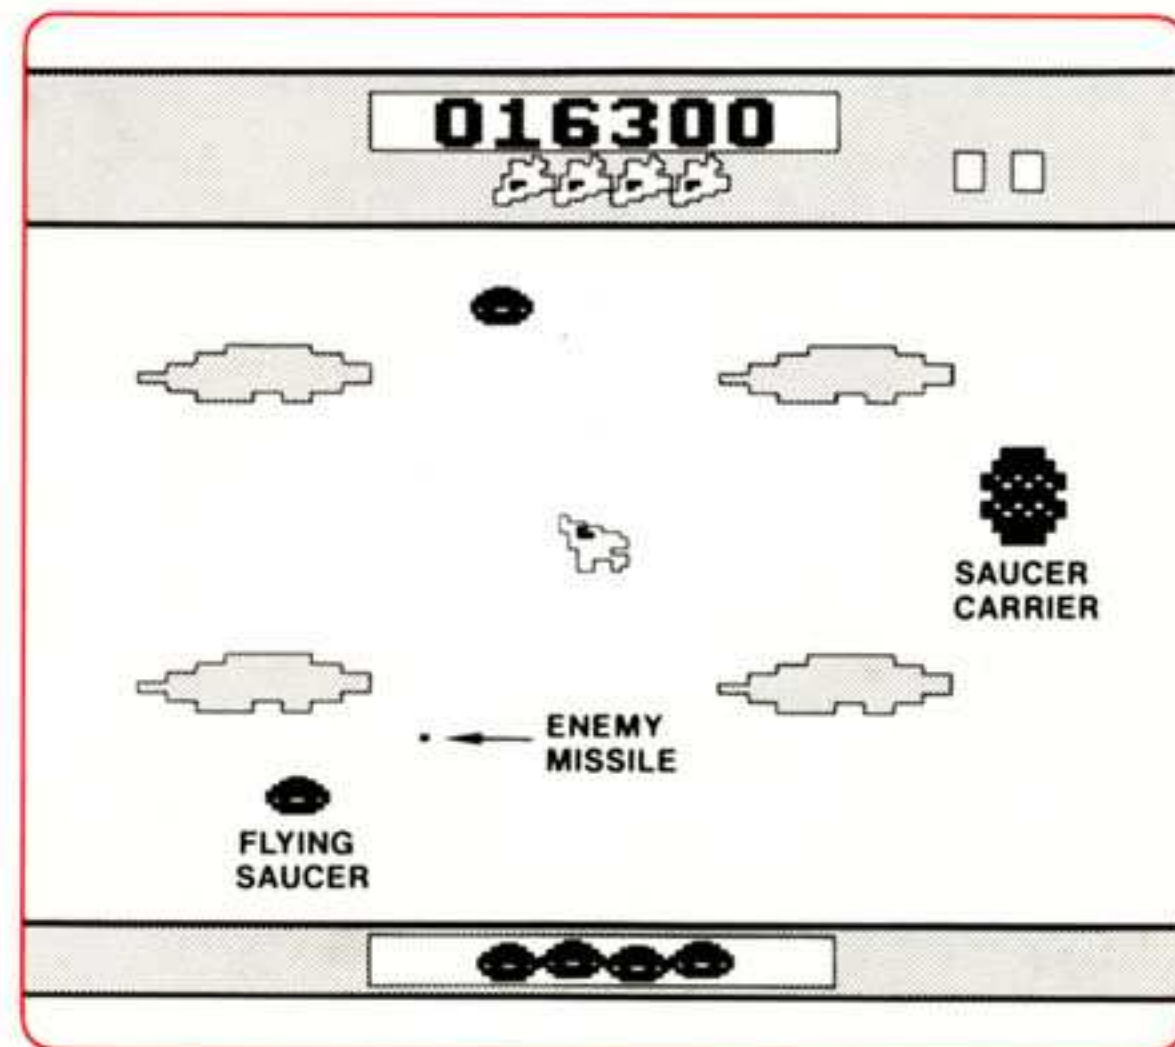 016300
SAUCER
CARRIER
ENEMY
MISSILE
FLYING
SAUCER